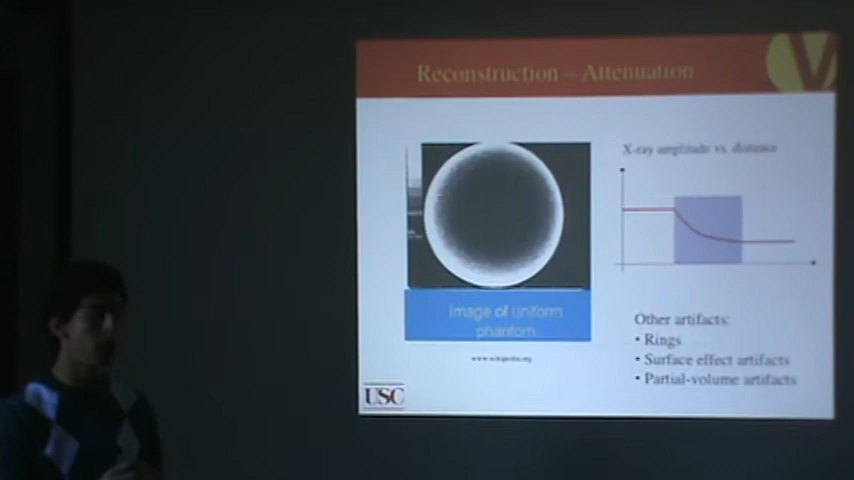 Reconstruction – Attenuation
X-ray amplitude vs. distance
Image of uniform
phantom
www.wikipedia.org
Other artifacts:
• Rings
• Surface effect artifacts
• Partial-volume artifacts
USC